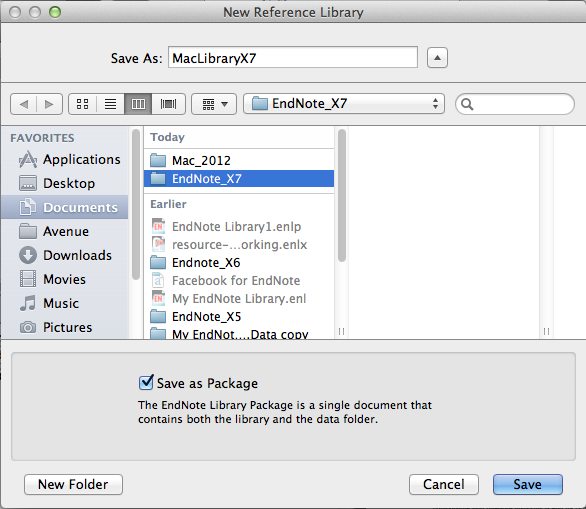 New Reference Library
Save As: MacLibraryX7
EndNote_X7
FAVORITES
Applications
Desktop
Documents
Avenue
Downloads
Movies
Music
Pictures
Today
Mac_2012
EndNote_X7
Earlier
EndNote Library1.enlp
resource-...orking.enlx
Endnote_X6
Facebook for EndNote
My EndNote Library.enl
EndNote_X5
My EndNot....Data copy
Save as Package
The EndNote Library Package is a single document that
contains both the library and the data folder.
New Folder
Cancel
Save